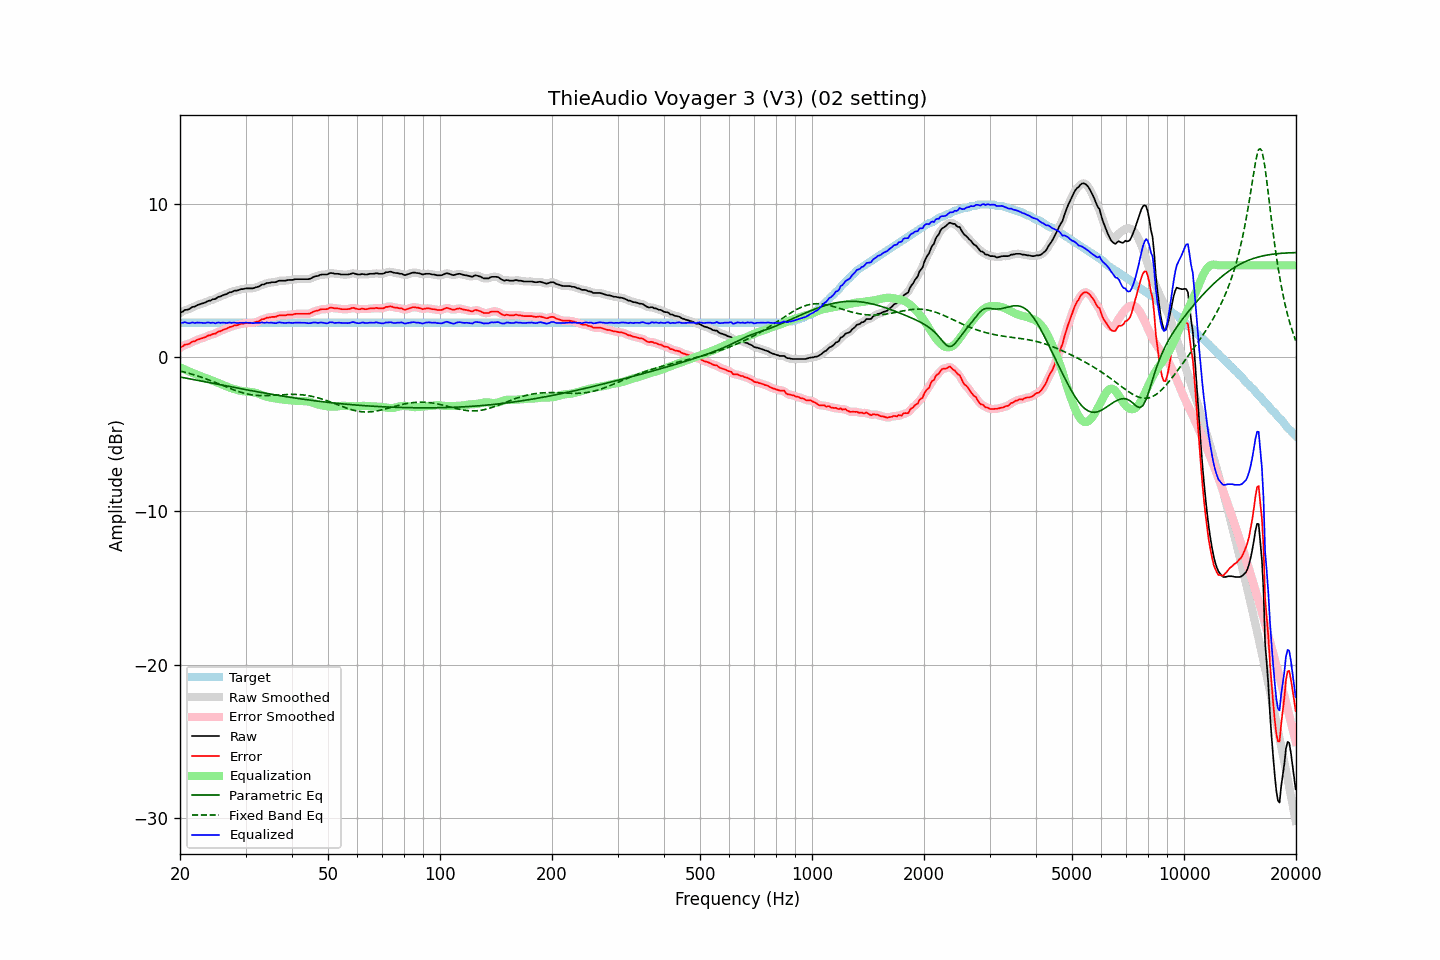 ThieAudio Voyager 3 (V3) (02 setting)
Amplitude (dBr)
10
0
−10
−20
−30
Target
Raw Smoothed
Error Smoothed
Raw
Error
Equalization
Parametric Eq
Fixed Band Eq
Equalized
20 50 100 200 500 1000 2000 5000 10000 20000
Frequency (Hz)